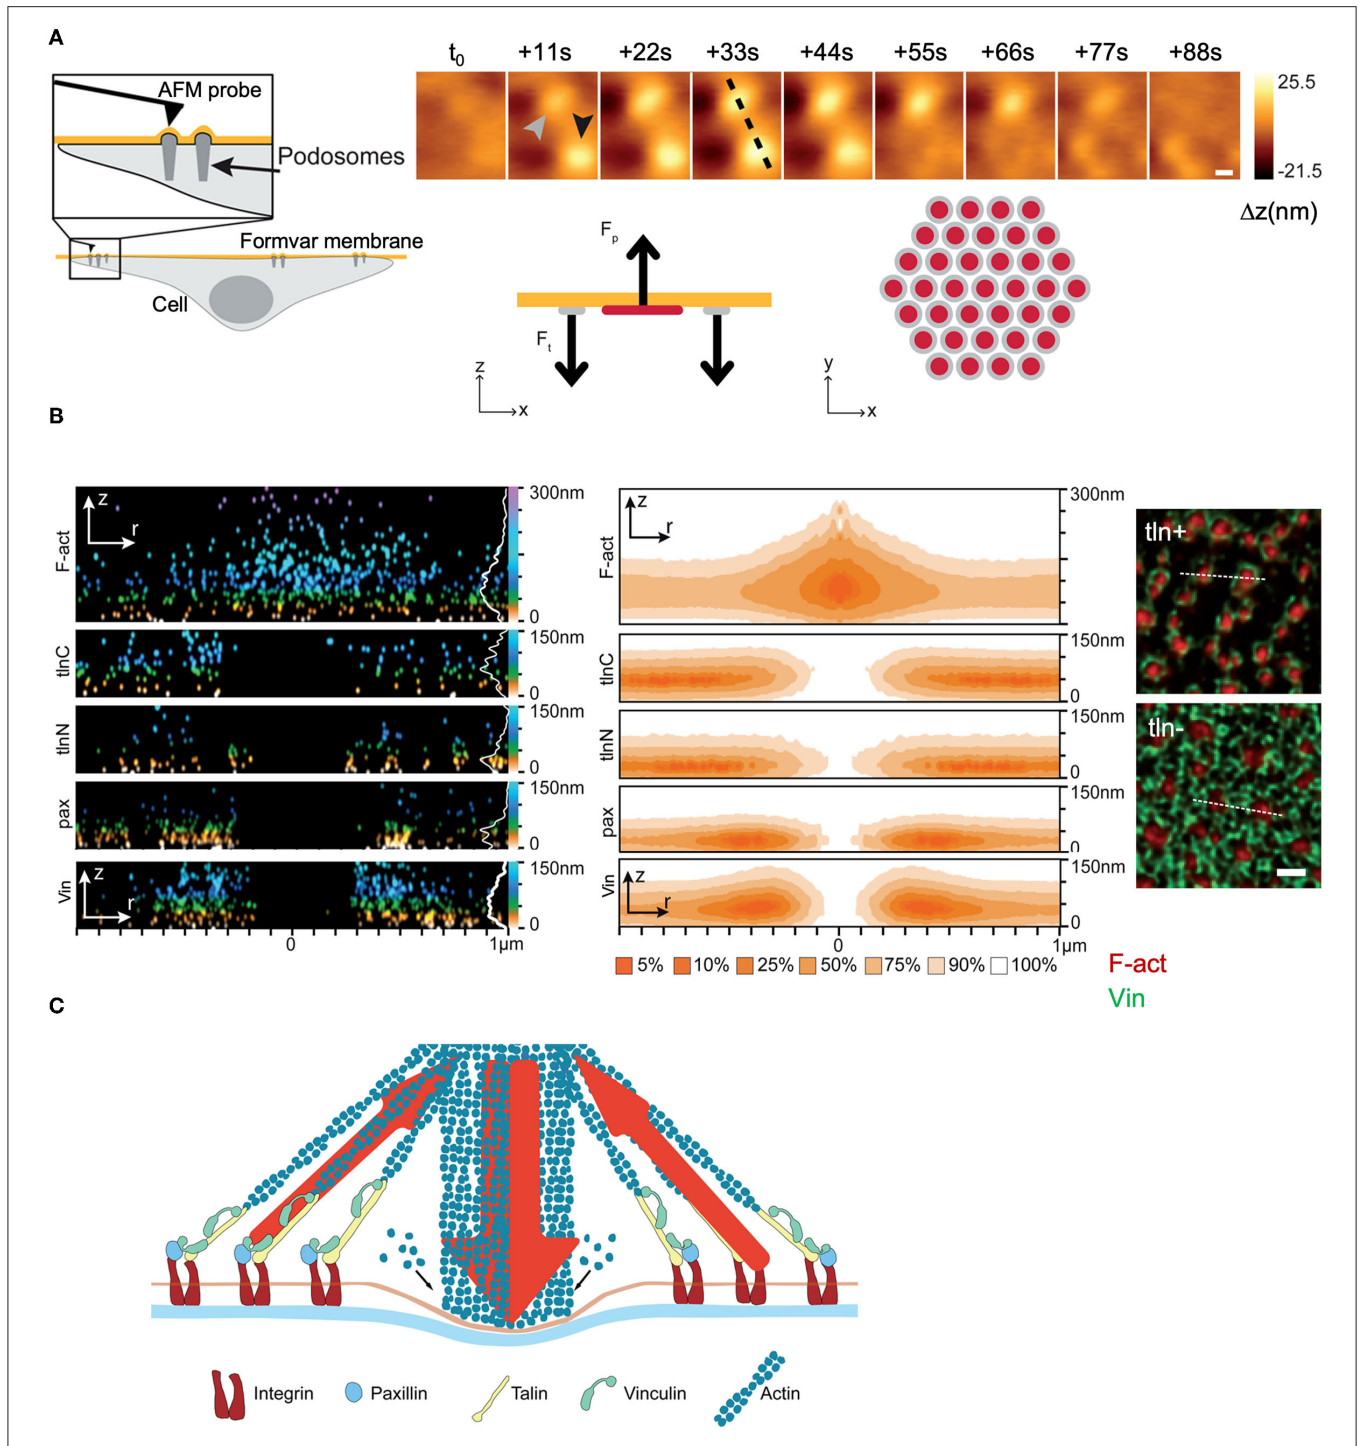 A
t0 +11s +22s +33s +44s +55s +66s +77s +88s
AFM probe
25.5
Podosomes
-21.5
Δz(nm)
Formvar membrane
Fp
Cell
Ft
z
x
y
x
B
z
r
F-act
300nm
0
tlnC
150nm
0
tlnN
150nm
0
pax
150nm
0
Vin
z
r
150nm
0
0 1µm
z
r
F-act
300nm
0
tlnC
150nm
0
tlnN
150nm
0
pax
150nm
0
Vin
z
r
150nm
0
0 1µm
5% 10% 25% 50% 75% 90% 100%
tln+
tln-
F-act
Vin
C
Integrin Paxillin Talin Vinculin Actin